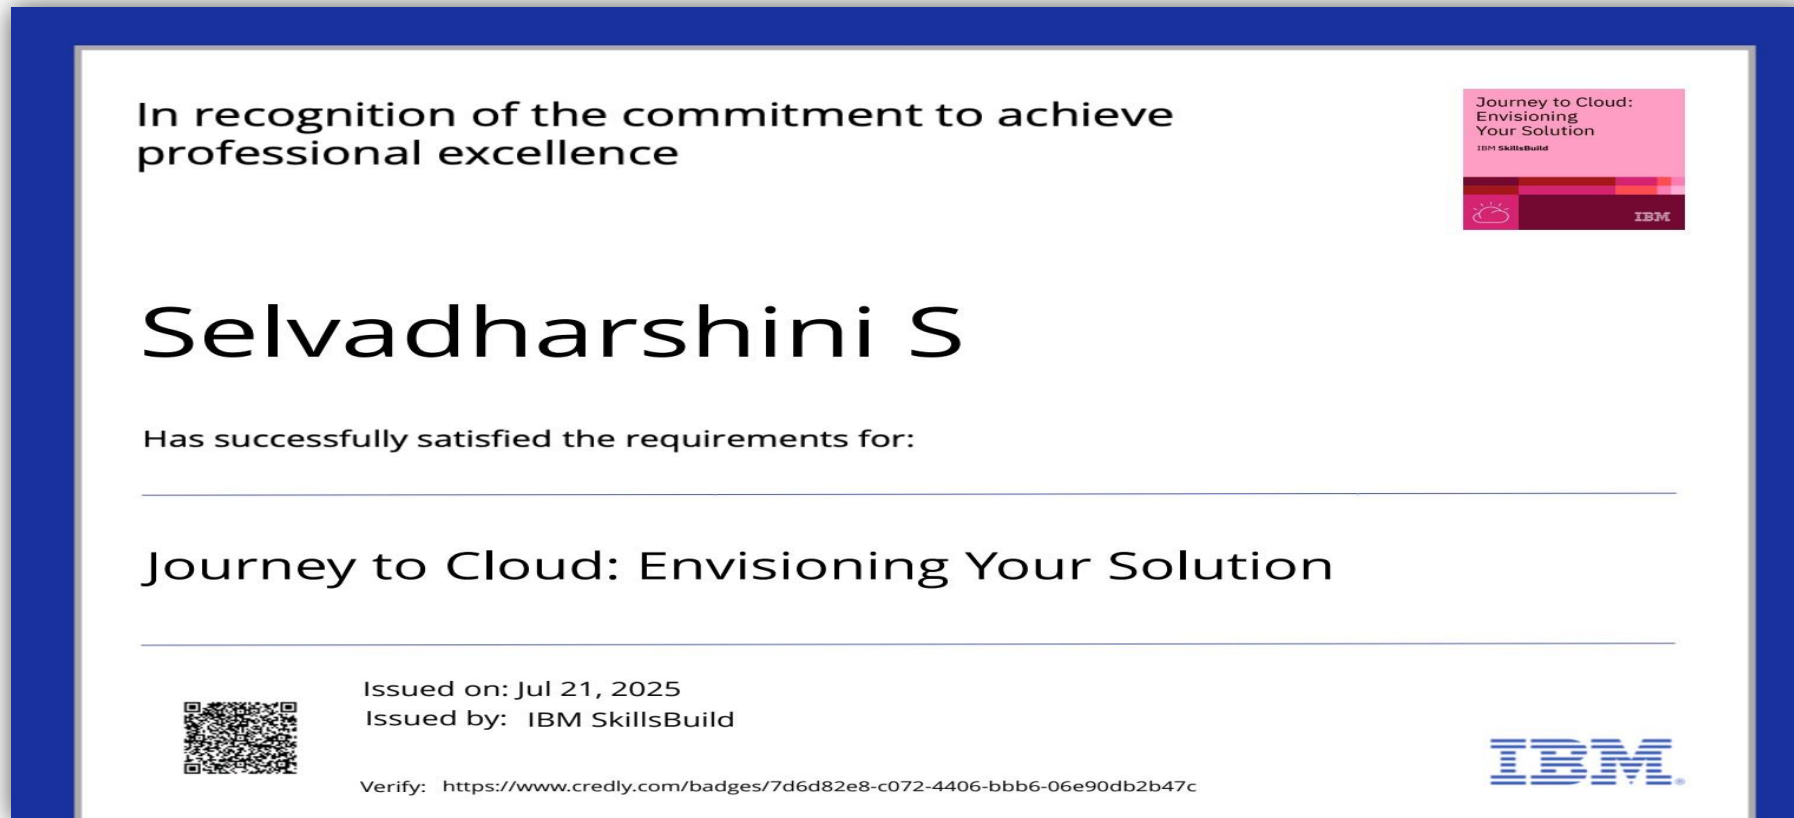 In recognition of the commitment to achieve
professional excellence
Journey to Cloud:
Envisioning
Your Solution
IBM SkillsBuild
IBM
Selvadharshini S
Has successfully satisfied the requirements for:
Journey to Cloud: Envisioning Your Solution
Issued on: Jul 21, 2025
Issued by: IBM SkillsBuild
Verify: https://www.credly.com/badges/7d6d82e8-c072-4406-bbb6-06e90db2b47c
IBM®